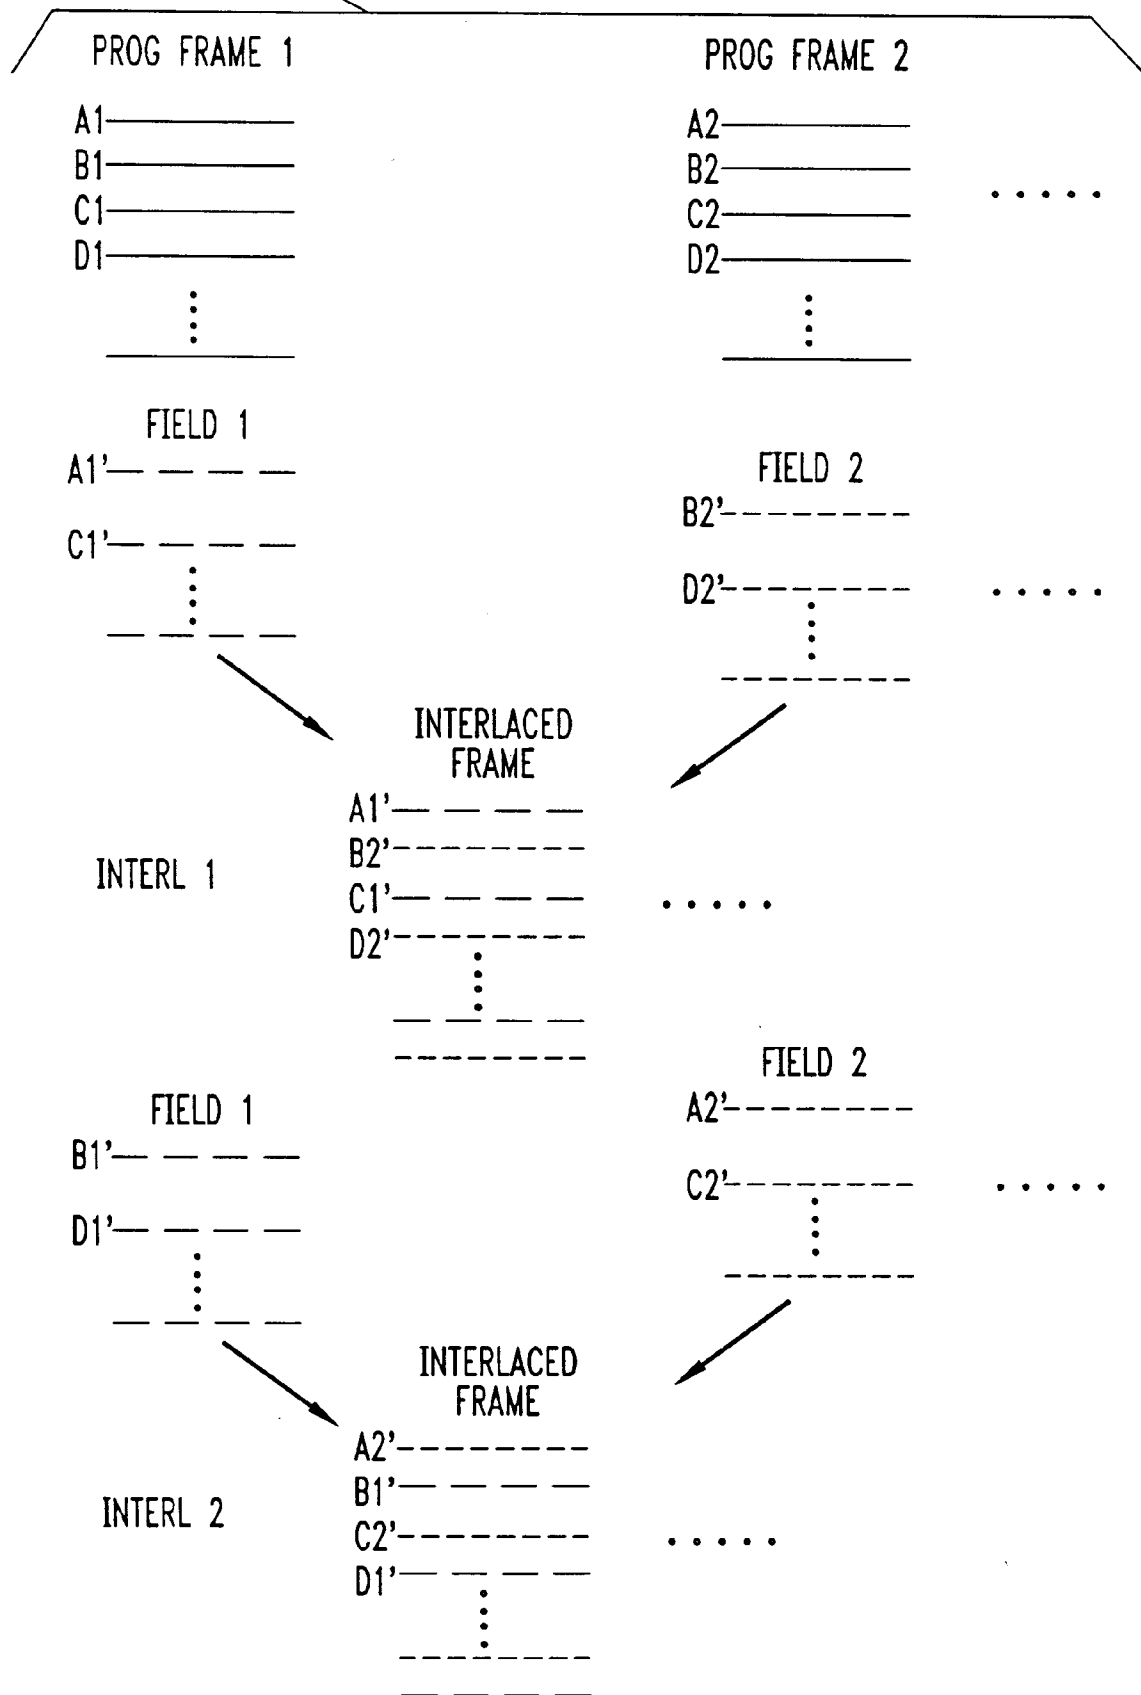 PROG FRAME 1
A1
B1
C1
D1
PROG FRAME 2
A2
B2
C2
D2
FIELD 1
A1'
C1'
FIELD 2
B2'
D2'
INTERLACED
FRAME
INTERL 1
A1'
B2'
C1'
D2'
FIELD 1
B1'
D1'
FIELD 2
A2'
C2'
INTERLACED
FRAME
INTERL 2
A2'
B1'
C2'
D1'